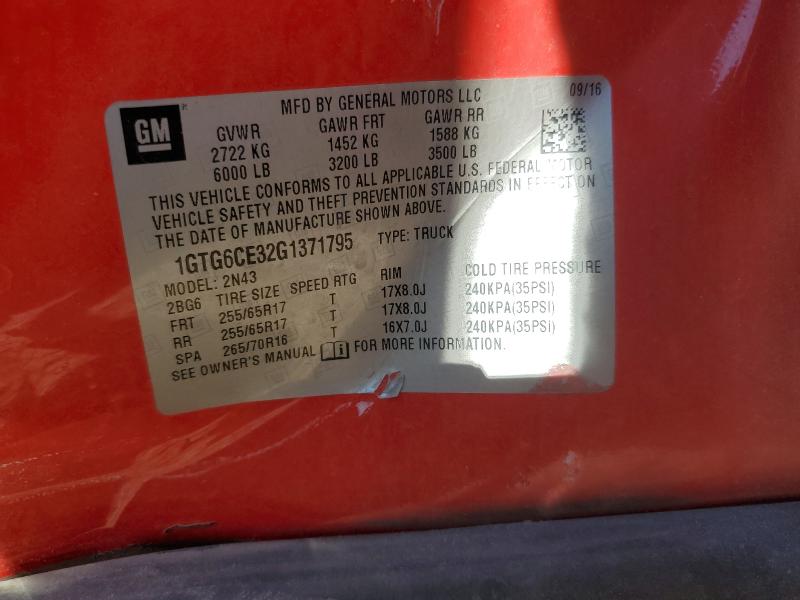 09/16
MFD BY GENERAL MOTORS LLC
GM
GVWR GAWR FRT GAWR RR
2722 KG 1452 KG 1588 KG
6000 LB 3200 LB 3500 LB
THIS VEHICLE CONFORMS TO ALL APPLICABLE U.S. FEDERAL MOTOR
VEHICLE SAFETY AND THEFT PREVENTION STANDARDS IN EFFECT ON
THE DATE OF MANUFACTURE SHOWN ABOVE.
1GTG6CE32G1371795 TYPE: TRUCK
MODEL: 2N43
2BG6 TIRE SIZE SPEED RTG RIM COLD TIRE PRESSURE
FRT 255/65R17 T 17X8.0J 240KPA(35PSI)
RR 255/65R17 T 17X8.0J 240KPA(35PSI)
SPA 265/70R16 T 16X7.0J 240KPA(35PSI)
SEE OWNER'S MANUAL FOR MORE INFORMATION.